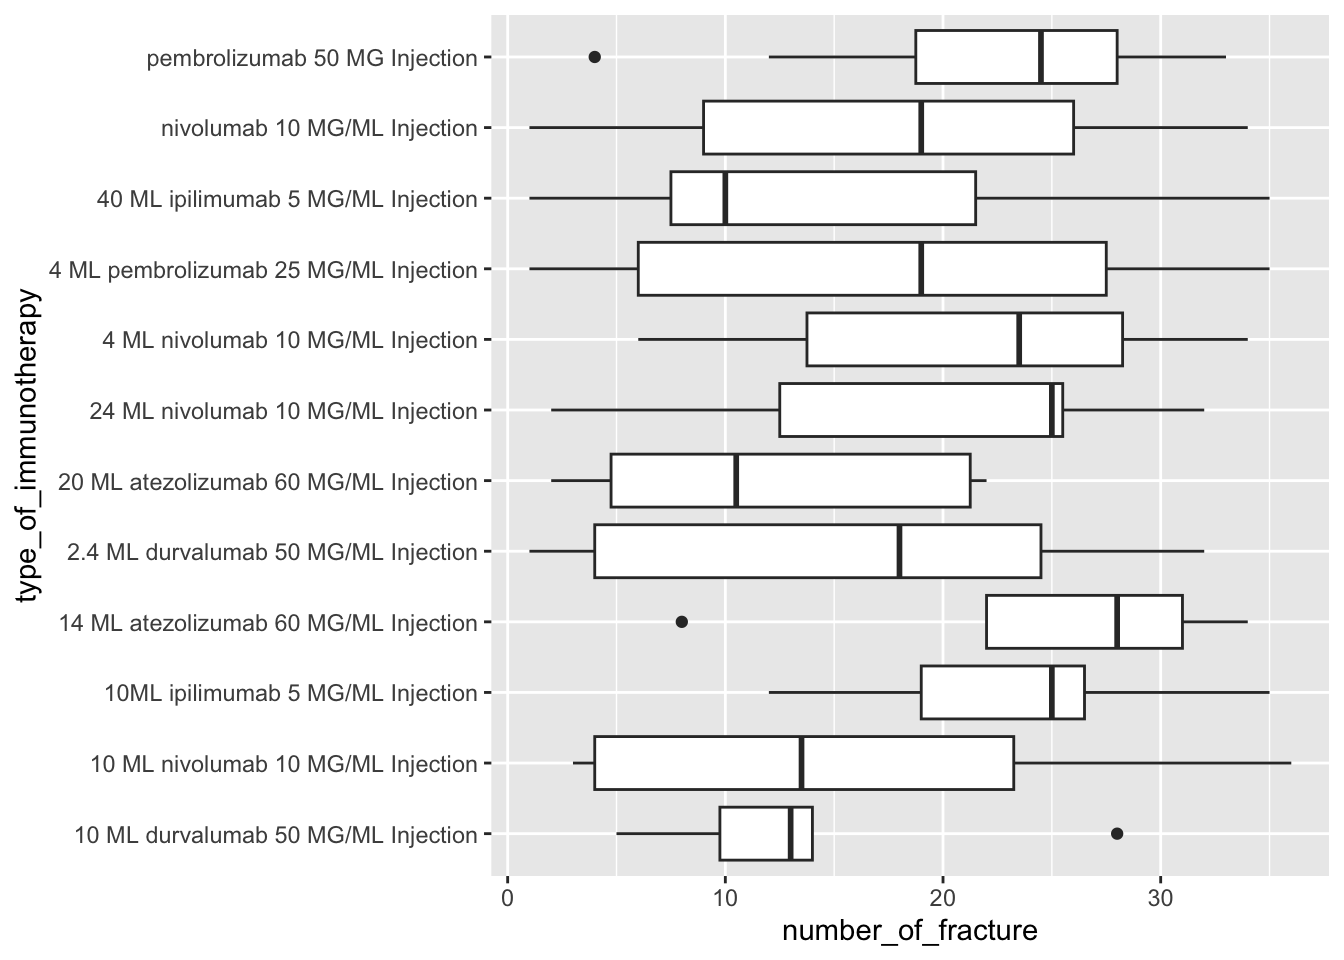 type_of_immunotherapy
pembrolizumab 50 MG Injection
nivolumab 10 MG/ML Injection
40 ML ipilimumab 5 MG/ML Injection
4 ML pembrolizumab 25 MG/ML Injection
4 ML nivolumab 10 MG/ML Injection
24 ML nivolumab 10 MG/ML Injection
20 ML atezolizumab 60 MG/ML Injection
2.4 ML durvalumab 50 MG/ML Injection
14 ML atezolizumab 60 MG/ML Injection
10ML ipilimumab 5 MG/ML Injection
10 ML nivolumab 10 MG/ML Injection
10 ML durvalumab 50 MG/ML Injection
0 10 20 30
number_of_fracture